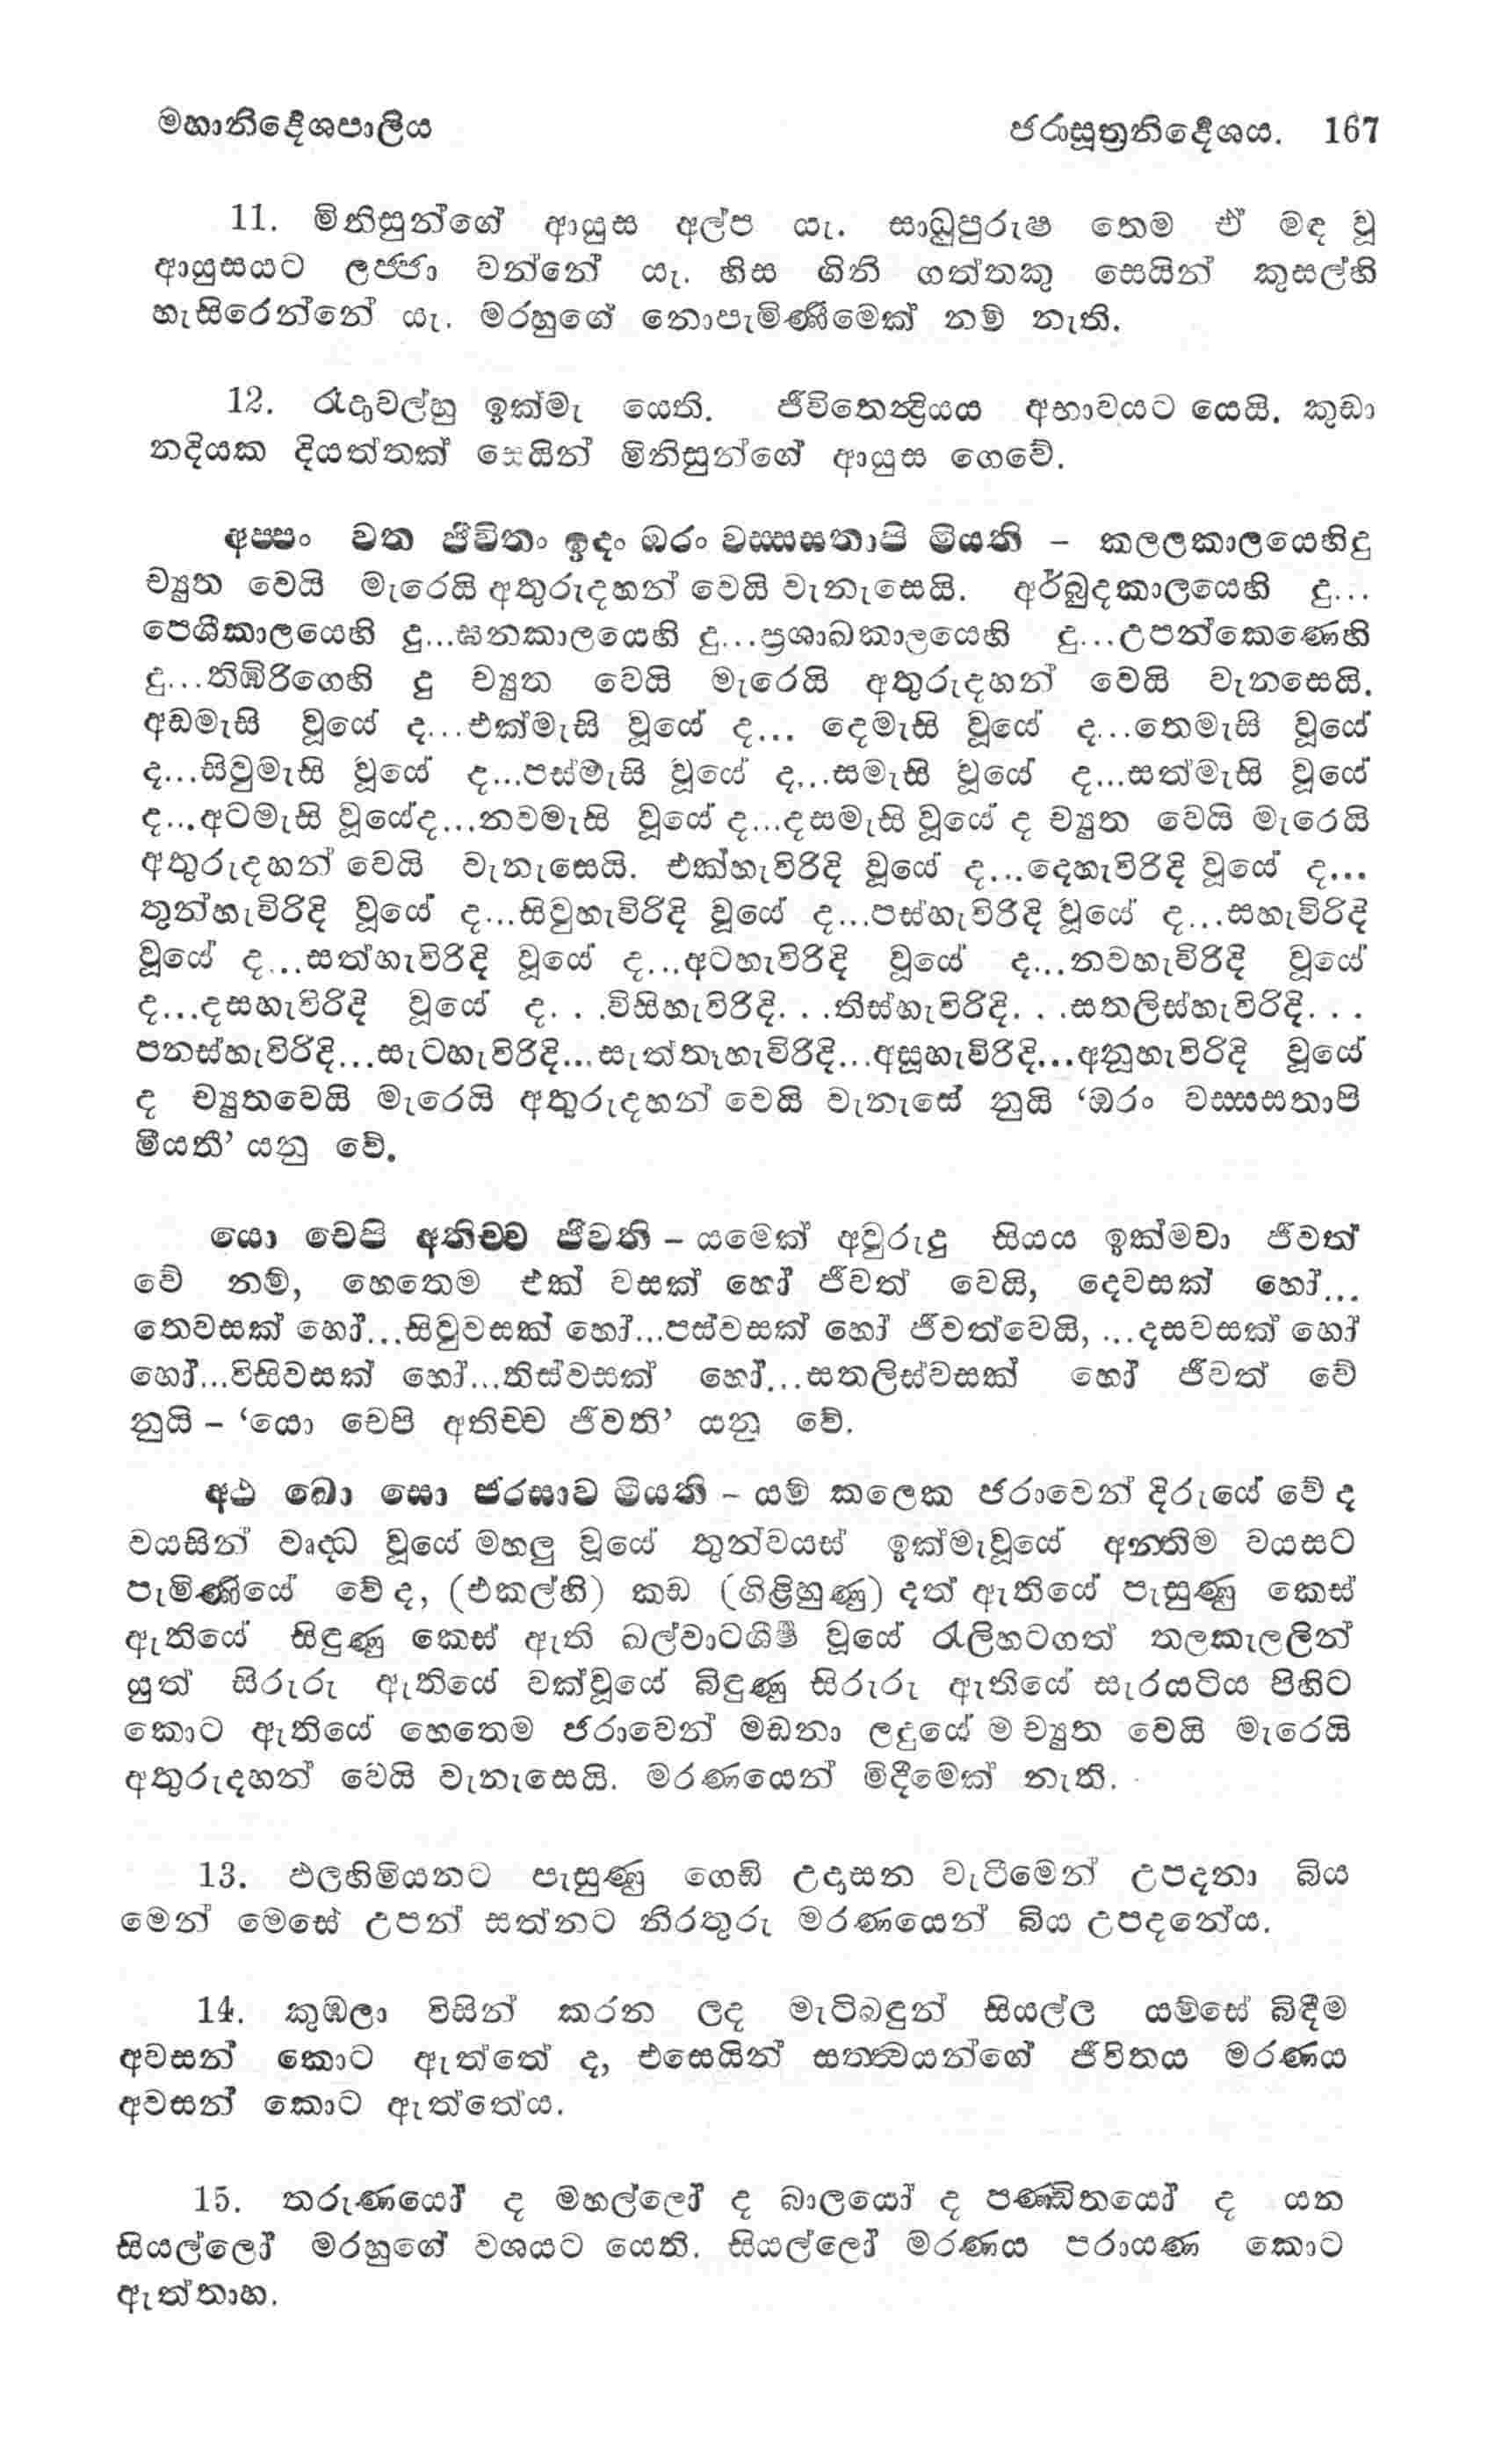 මහානිද්දේශපාලිය ජරාසූත්‍රනිර්දේශය. 167
11. මිනිසුන්ගේ ආයුස අල්ප යැ. සාධුපුරුෂ තෙම ඒ මඳ වූ
ආයුසයට ලජ්ජා වන්නේ යැ. හිස ගිනි ගත්තකු සෙයින් කුසල්හි
හැසිරෙන්නේ යැ. මරහුගේ නොපැමිණීමෙක් නම් නැති.
12. රෑදාවල්හු ඉක්මැ යෙති. ජීවිතෙන්ද්‍රියය අභාවයට යෙයි. කුඩා
නදියක දියත්තක් සෙයින් මිනිසුන්ගේ ආයුස ගෙවේ.
අප්පං වත ජීවිතං ඉදං ඔරං වස්සසතාපි මීයති – කලලකාලයෙහිදු
ච්‍යුත වෙයි මැරෙයි අතුරුදහන් වෙයි වැනැසෙයි. අර්බුදකාලයෙහි දු...
පෙශීකාලයෙහි දු...ඝනකාලයෙහි දු...ප්‍රශාඛකාලයෙහි දු...උපන්කෙණෙහි
දු...තිඹිරිගෙහි දු ච්‍යුත වෙයි මැරෙයි අතුරුදහන් වෙයි වැනසෙයි.
අඩමැසි වූයේ ද...එක්මැසි වූයේ ද... දෙමැසි වූයේ ද...තෙමැසි වූයේ
ද...සිවුමැසි වූයේ ද...පස්මැසි වූයේ ද...සමැසි වූයේ ද...සත්මැසි වූයේ
ද...අටමැසි වූයේද...නවමැසි වූයේ ද...දසමැසි වූයේ ද ච්‍යුත වෙයි මැරෙයි
අතුරුදහන් වෙයි වැනැසෙයි. එක්හැවිරිදි වූයේ ද...දෙහැවිරිදි වූයේ ද...
තුන්හැවිරිදි වූයේ ද...සිවුහැවිරිදි වූයේ ද...පස්හැවිරිදි වූයේ ද...සහැවිරිදි
වූයේ ද...සත්හැවිරිදි වූයේ ද...අටහැවිරිදි වූයේ ද...නවහැවිරිදි වූයේ
ද...දසහැවිරිදි වූයේ ද. . .විසිහැවිරිදි. . .තිස්හැවිරිදි. . .සතලිස්හැවිරිදි. . .
පනස්හැවිරිදි...සැටහැවිරිදි...සැත්තෑහැවිරිදි...අසූහැවිරිදි...අනූහැවිරිදි වූයේ
ද ච්‍යුතවෙයි මැරෙයි අතුරුදහන් වෙයි වැනැසේ නුයි ‘ඔරං වස්සසතාපි
මීයතී’ යනු වේ.
යො චෙපි අතිච්ච ජීවති – යමෙක් අවුරුදු සියය ඉක්මවා ජීවත්
වේ නම්, හෙතෙම එක් වසක් හෝ ජීවත් වෙයි, දෙවසක් හෝ...
තෙවසක් හෝ...සිවුවසක් හෝ...පස්වසක් හෝ ජීවත්වෙයි, ...දසවසක් හෝ
හෝ...විසිවසක් හෝ...තිස්වසක් හෝ...සතලිස්වසක් හෝ ජීවත් වේ
නුයි – ‘යො චෙපි අතිච්ච ජීවති’ යනු වේ.
අථ ඛො සො ජරසාව මීයති – යම් කලෙක ජරාවෙන් දිරුයේ වේ ද
වයසින් වෘද්ධ වූයේ මහලු වූයේ තුන්වයස් ඉක්මැවූයේ අන්තිම වයසට
පැමිණියේ වේ ද, (එකල්හි) කඩ (ගිළිහුණු) දත් ඇතියේ පැසුණු කෙස්
ඇතියේ සිඳුණු කෙස් ඇති ඛල්වාටශීර්ෂ වූයේ රැලිහටගත් තලකැලලින්
යුත් සිරුරු ඇතියේ වක්වූයේ බිඳුණු සිරුරු ඇතියේ සැරයටිය පිහිට
කොට ඇතියේ හෙතෙම ජරාවෙන් මඩනා ලදුයේ ම ච්‍යුත වෙයි මැරෙයි
අතුරුදහන් වෙයි වැනැසෙයි. මරණයෙන් මිදීමෙක් නැති.
13. ඵලහිමියනට පැසුණු ගෙඩි උදෑසන වැටීමෙන් උපදනා බිය
මෙන් මෙසේ උපන් සත්නට නිරතුරු මරණයෙන් බිය උපදනේය.
14. කුඹලා විසින් කරන ලද මැටිබඳුන් සියල්ල යම්සේ බිඳීම
අවසන් කොට ඇත්තේ ද, එසෙයින් සත්ත්වයන්ගේ ජීවිතය මරණය
අවසන් කොට ඇත්තේය.
15. තරුණයෝ ද මහල්ලෝ ද බාලයෝ ද පණ්ඩිතයෝ ද යන
සියල්ලෝ මරහුගේ වශයට යෙති. සියල්ලෝ මරණය පරායණ කොට
ඇත්තාහ.